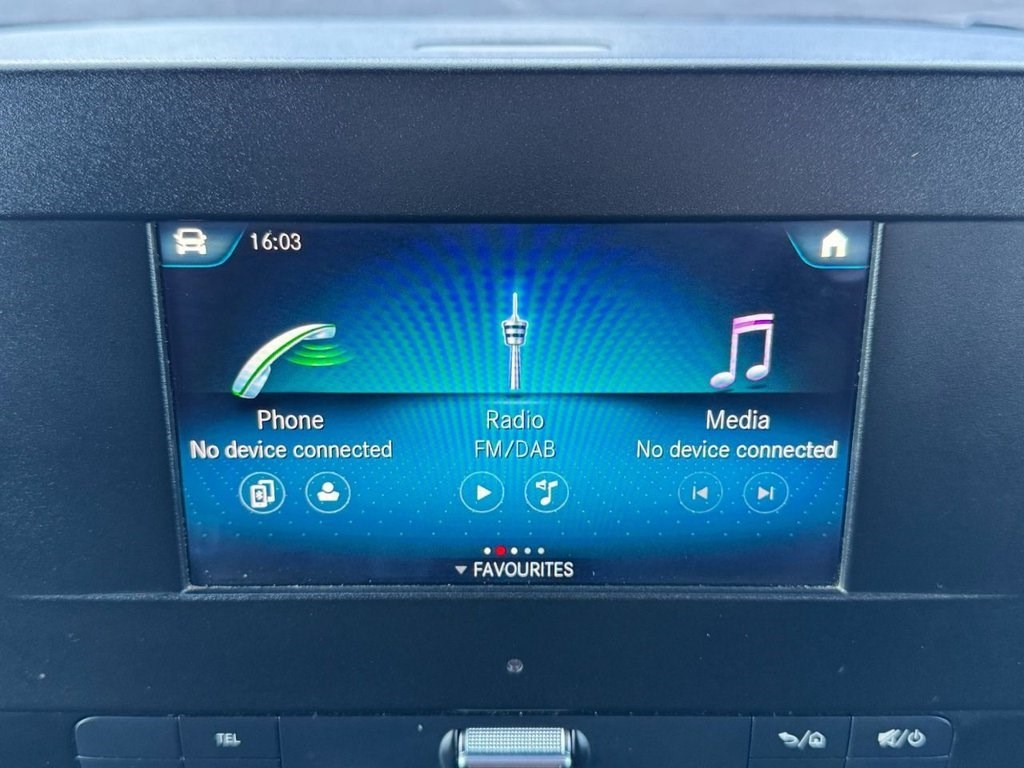 16:03
Phone
No device connected
Radio
FM/DAB
Media
No device connected
FAVOURITES
TEL